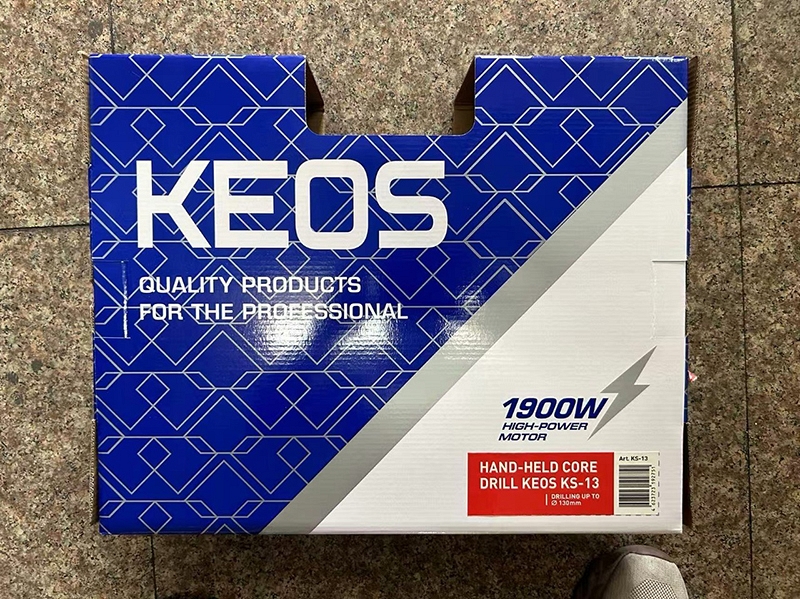 KEOS
QUALITY PRODUCTS
FOR THE PROFESSIONAL
1900W
HIGH-POWER
MOTOR
HAND-HELD CORE
DRILL KEOS KS-13
DRILLING UP TO
Ø 130mm
Art. KS-13